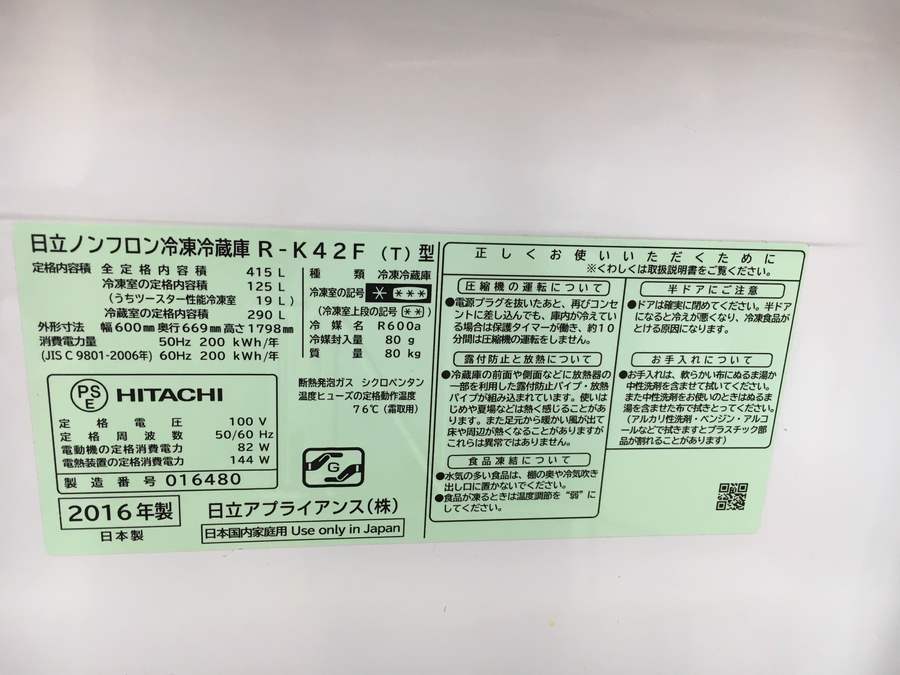 日立ノンフロン冷凍冷蔵庫 R-K42F (T) 型
定格内容積 全定格内容積 415 L
冷凍室の定格内容積 125 L
(うちツースター性能冷凍室 19 L)
冷蔵室の定格内容積 290 L
外形寸法 幅600mm奥行669mm高さ1798mm
消費電力量 50Hz 200 kWh/年
(JIS C 9801-2006年) 60Hz 200 kWh/年
種類 冷凍冷蔵庫
冷凍室の記号 * ***
(冷凍室上段の記号 **)
冷媒名 R600a
冷媒封入量 80 g
質量 80 kg
PSE HITACHI
定格電圧 100 V
定格周波数 50/60 Hz
電動機の定格消費電力 82 W
電熱装置の定格消費電力 144 W
製造番号 016480
断熱発泡ガス シクロペンタン
温度ヒューズの定格動作温度
76℃ (霜取用)
G
2016年製
日本製
日立アプライアンス(株)
日本国内家庭用 Use only in Japan
正しくお使いいただくために
※くわしくは取扱説明書をご覧ください。
圧縮機の運転について
●電源プラグを抜いたあと、再びコンセ
ントに差し込んでも、庫内が冷えてい
る場合は保護タイマーが働き、約10
分間は圧縮機の運転をしません。
露付防止と放熱について
●冷蔵庫の前面や側面などに放熱器の
一部を利用した露付防止パイプ・放熱
パイプが組み込まれています。使いは
じめや夏場などは熱く感じることがあ
ります。また足元から暖かい風が出て
床や周辺が熱くなることがありますが
これらは異常ではありません。
食品凍結について
●水気の多い食品は、棚の奥や冷気吹き
出し口に置かないでください。
●食品が凍るときは温度調節を"弱"に
してください。
半ドアにご注意
●ドアは確実に閉めてください。半ドア
になると冷えが悪くなり、冷凍食品が
とける原因になります。
お手入れについて
●お手入れは、軟らかい布にぬるま湯か
中性洗剤を含ませて拭いてください。
また中性洗剤をお使いのときはぬるま
湯を含ませた布で拭きとってください。
(アルカリ性洗剤・ベンジン・アルコ
ールなどで拭きますとプラスチック部
品が割れることがあります)